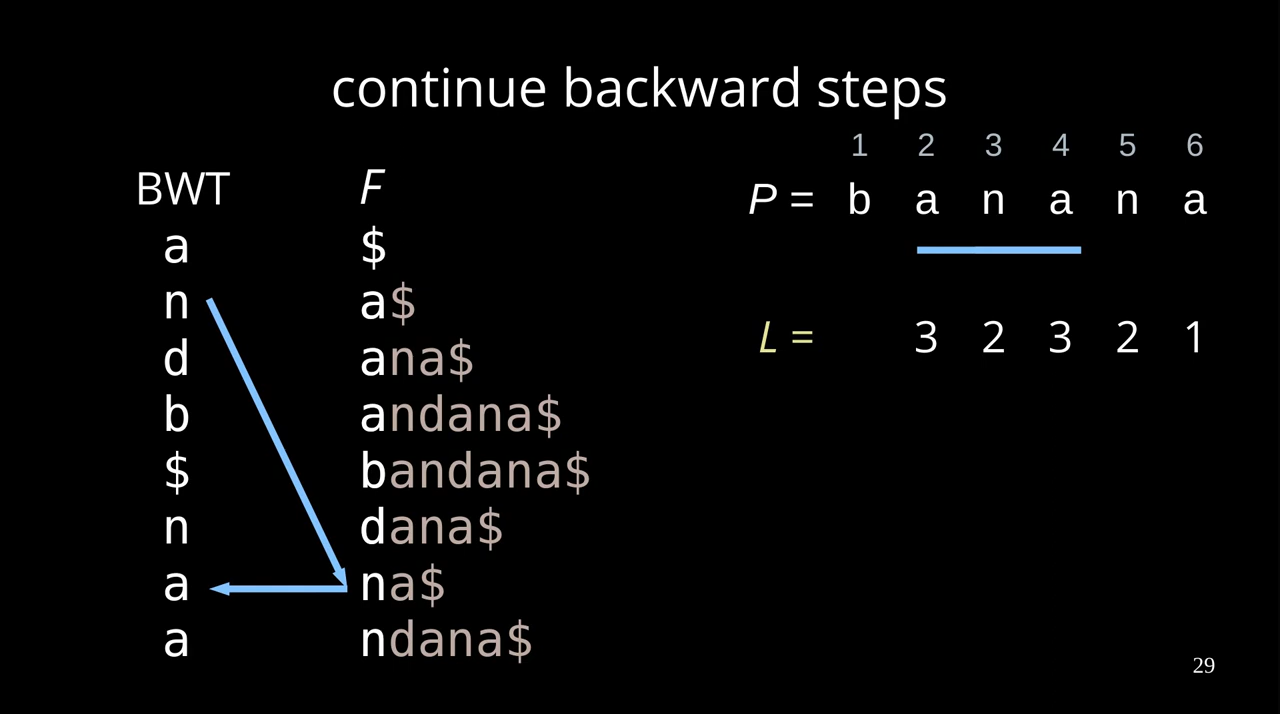 continue backward steps
BWT F
a $
n a$
d ana$
b andana$
$ bandana$
n dana$
a na$
a ndana$
1 2 3 4 5 6
P = b a n a n a
L = 3 2 3 2 1
29